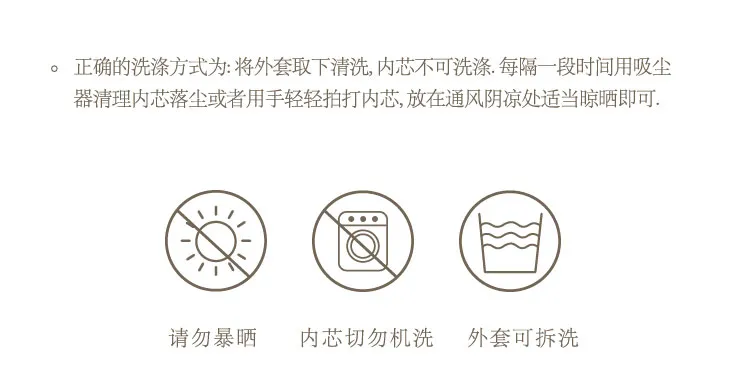 正确的洗涤方式为: 将外套取下清洗, 内芯不可洗涤. 每隔一段时间用吸尘
器清理内芯落尘或者用手轻轻拍打内芯, 放在通风阴凉处适当晾晒即可.
请勿暴晒
内芯切勿机洗
外套可拆洗